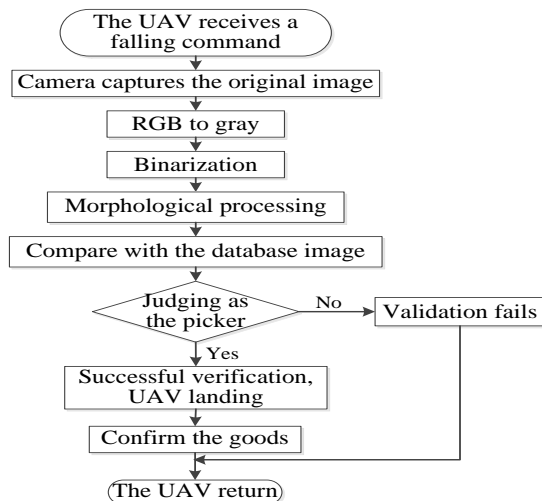 The UAV receives a
falling command
Camera captures the original image
RGB to gray
Binarization
Morphological processing
Compare with the database image
Judging as
the picker
No
Validation fails
Yes
Successful verification,
UAV landing
Confirm the goods
The UAV return